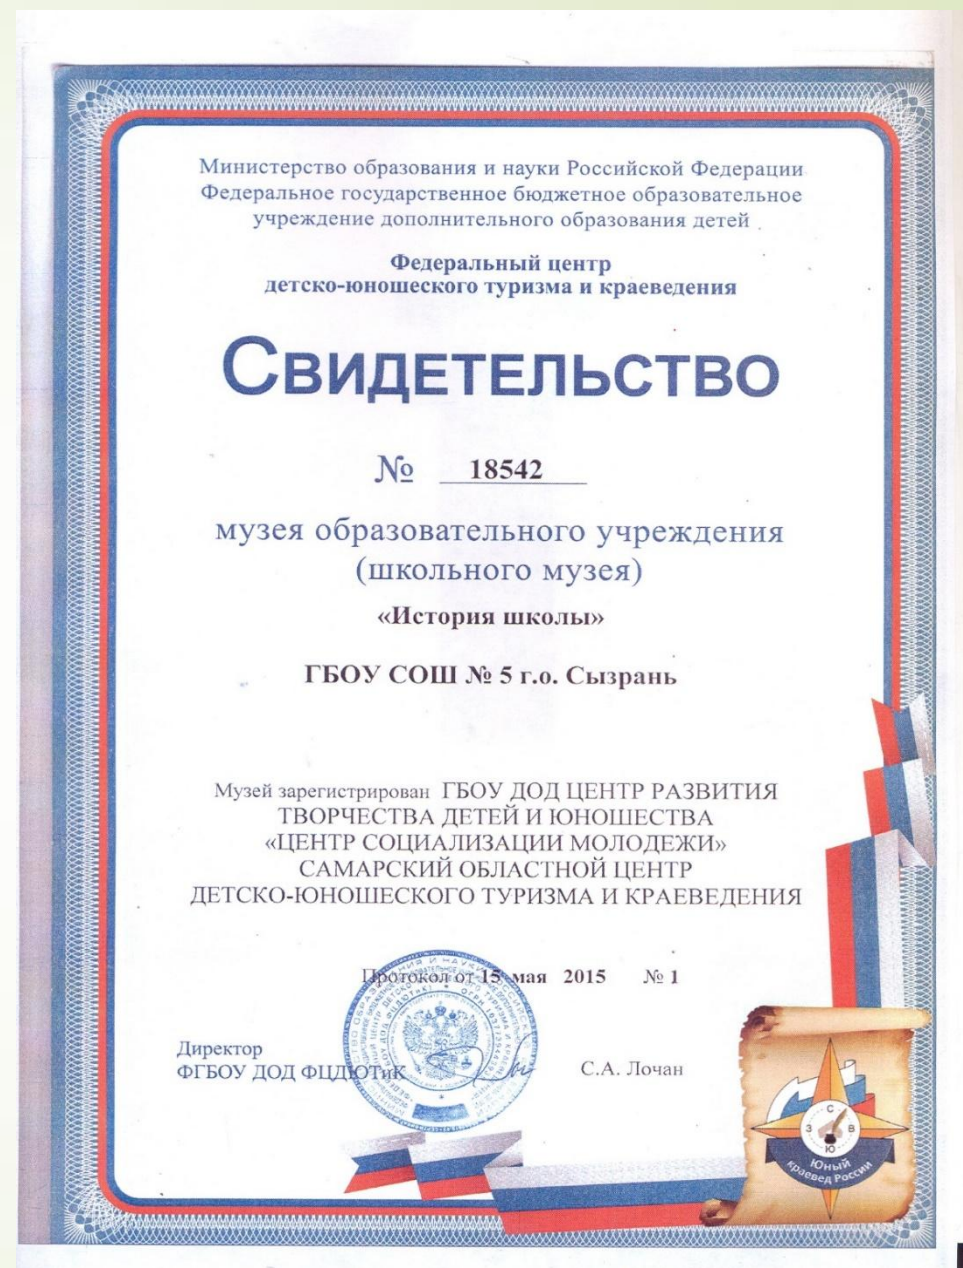 Министерство образования и науки Российской Федерации
Федеральное государственное бюджетное образовательное
учреждение дополнительного образования детей
Федеральный центр
детско-юношеского туризма и краеведения
Свидетельство
№ 18542
музея образовательного учреждения
(школьного музея)
«История школы»
ГБОУ СОШ № 5 г.о. Сызрань
Музей зарегистрирован ГБОУ ДОД ЦЕНТР РАЗВИТИЯ
ТВОРЧЕСТВА ДЕТЕЙ И ЮНОШЕСТВА
«ЦЕНТР СОЦИАЛИЗАЦИИ МОЛОДЕЖИ»
САМАРСКИЙ ОБЛАСТНОЙ ЦЕНТР
ДЕТСКО-ЮНОШЕСКОГО ТУРИЗМА И КРАЕВЕДЕНИЯ
Протокол от 15 мая 2015 № 1
Директор
ФГБОУ ДОД ФЦДЮТиК
С.А. Лочан
С
З В
Ю
Юный
краевед России